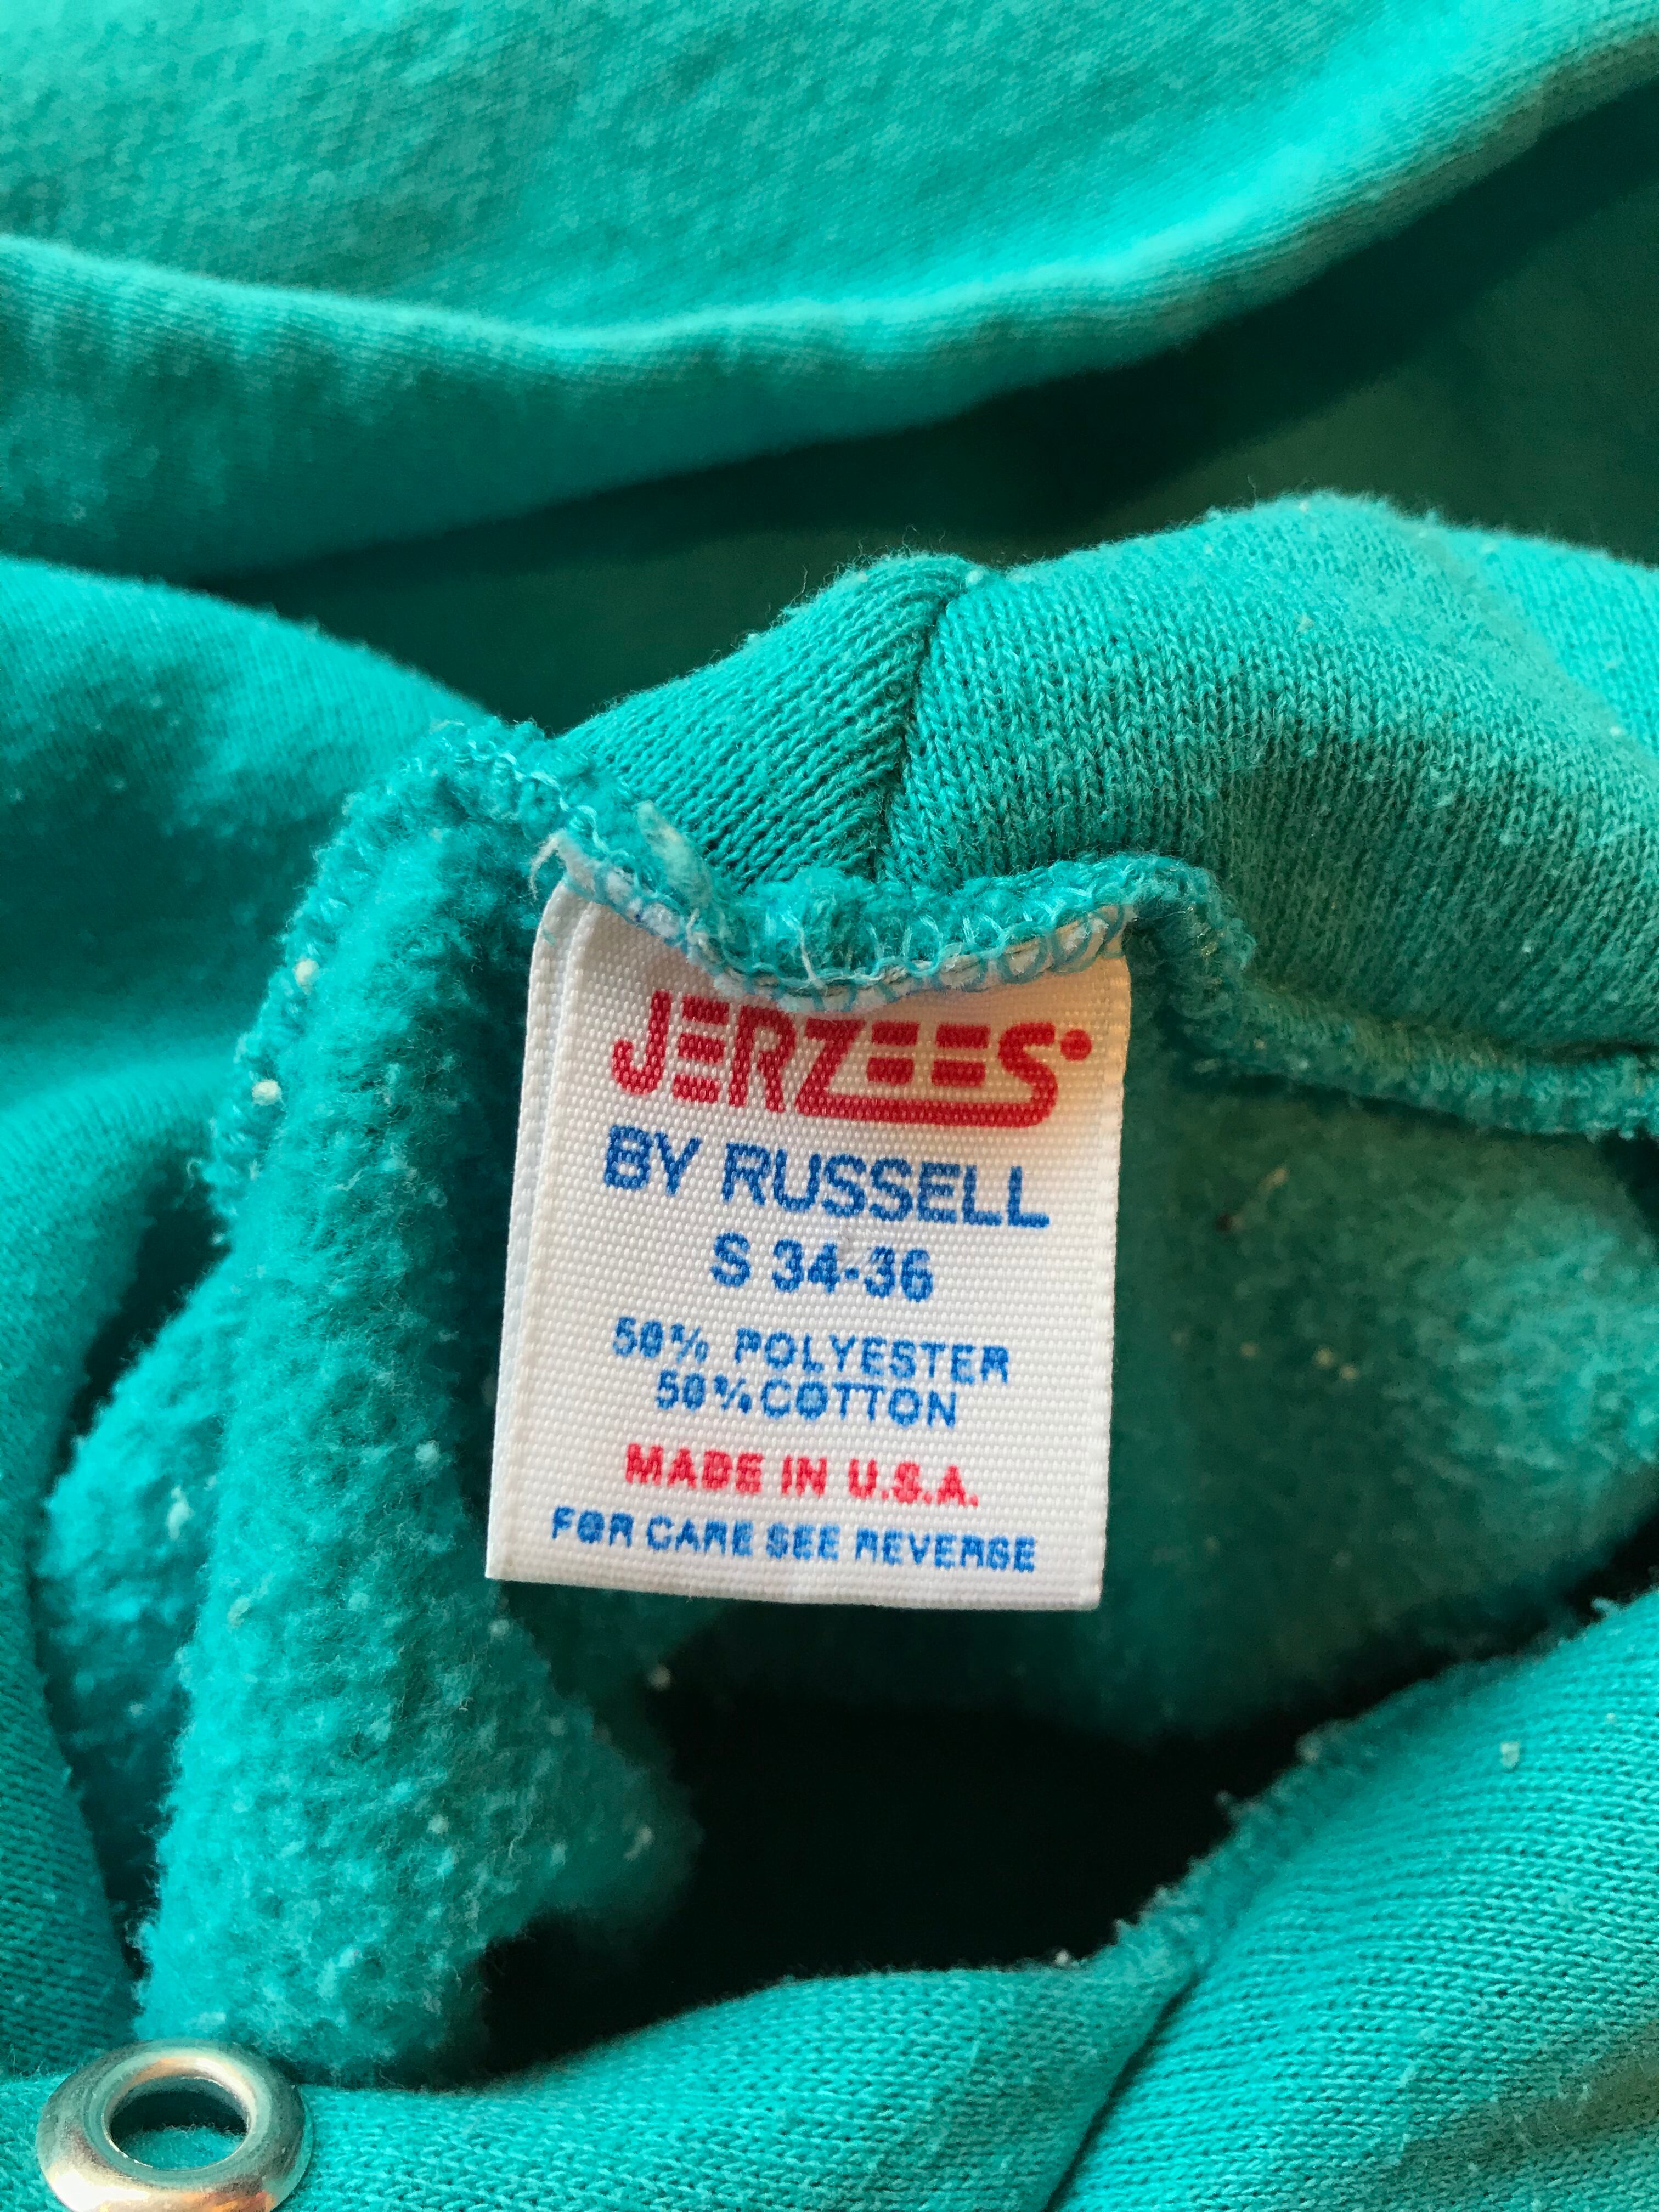 JERZEES
BY RUSSELL
S 34-36
50% POLYESTER
50% COTTON
MADE IN U.S.A.
FOR CARE SEE REVERSE